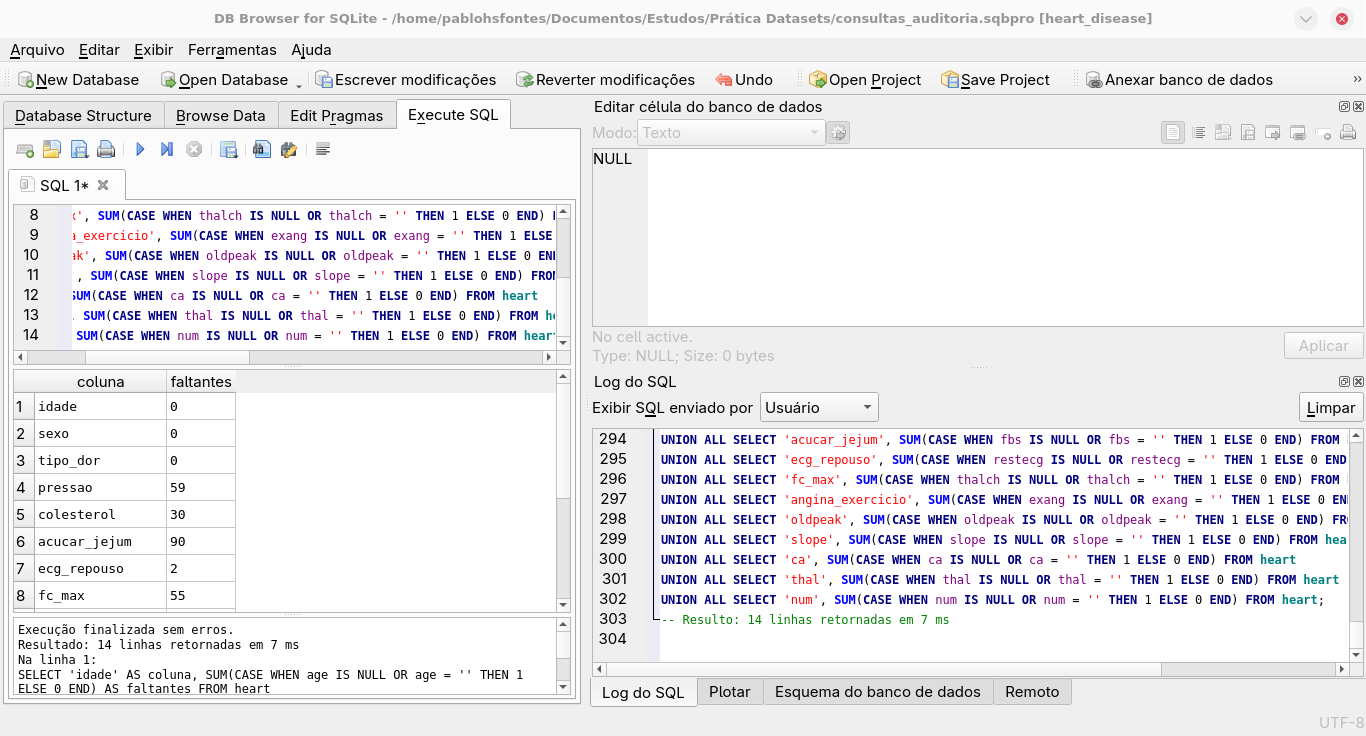 DB Browser for SQLite - /home/pablohsfontes/Documentos/Estudos/Prática Datasets/consultas_auditoria.sqbpro [heart_disease]
Arquivo Editar Exibir Ferramentas Ajuda
New Database Open Database Escrever modificações Reverter modificações Undo Open Project Save Project Anexar banco de dados »
Database Structure Browse Data Edit Pragmas Execute SQL
SQL 1*
8 x', SUM(CASE WHEN thalch IS NULL OR thalch = '' THEN 1 ELSE 0 END)
9 a_exercicio', SUM(CASE WHEN exang IS NULL OR exang = '' THEN 1 ELSE
10 ak', SUM(CASE WHEN oldpeak IS NULL OR oldpeak = '' THEN 1 ELSE 0 EN
11 , SUM(CASE WHEN slope IS NULL OR slope = '' THEN 1 ELSE 0 END) FROM
12 SUM(CASE WHEN ca IS NULL OR ca = '' THEN 1 ELSE 0 END) FROM heart
13 , SUM(CASE WHEN thal IS NULL OR thal = '' THEN 1 ELSE 0 END) FROM he
14 SUM(CASE WHEN num IS NULL OR num = '' THEN 1 ELSE 0 END) FROM heart
coluna faltantes
1 idade 0
2 sexo 0
3 tipo_dor 0
4 pressao 59
5 colesterol 30
6 acucar_jejum 90
7 ecg_repouso 2
8 fc_max 55
Execução finalizada sem erros.
Resultado: 14 linhas retornadas em 7 ms
Na linha 1:
SELECT 'idade' AS coluna, SUM(CASE WHEN age IS NULL OR age = '' THEN 1
ELSE 0 END) AS faltantes FROM heart
Editar célula do banco de dados
Modo: Texto
NULL
No cell active.
Type: NULL; Size: 0 bytes
Aplicar
Log do SQL
Exibir SQL enviado por Usuário Limpar
294 UNION ALL SELECT 'acucar_jejum', SUM(CASE WHEN fbs IS NULL OR fbs = '' THEN 1 ELSE 0 END) FROM
295 UNION ALL SELECT 'ecg_repouso', SUM(CASE WHEN restecg IS NULL OR restecg = '' THEN 1 ELSE 0 END
296 UNION ALL SELECT 'fc_max', SUM(CASE WHEN thalch IS NULL OR thalch = '' THEN 1 ELSE 0 END) FROM
297 UNION ALL SELECT 'angina_exercicio', SUM(CASE WHEN exang IS NULL OR exang = '' THEN 1 ELSE 0 EN
298 UNION ALL SELECT 'oldpeak', SUM(CASE WHEN oldpeak IS NULL OR oldpeak = '' THEN 1 ELSE 0 END) FR
299 UNION ALL SELECT 'slope', SUM(CASE WHEN slope IS NULL OR slope = '' THEN 1 ELSE 0 END) FROM hea
300 UNION ALL SELECT 'ca', SUM(CASE WHEN ca IS NULL OR ca = '' THEN 1 ELSE 0 END) FROM heart
301 UNION ALL SELECT 'thal', SUM(CASE WHEN thal IS NULL OR thal = '' THEN 1 ELSE 0 END) FROM heart
302 UNION ALL SELECT 'num', SUM(CASE WHEN num IS NULL OR num = '' THEN 1 ELSE 0 END) FROM heart;
303 -- Resulto: 14 linhas retornadas em 7 ms
304
Log do SQL Plotar Esquema do banco de dados Remoto
UTF-8